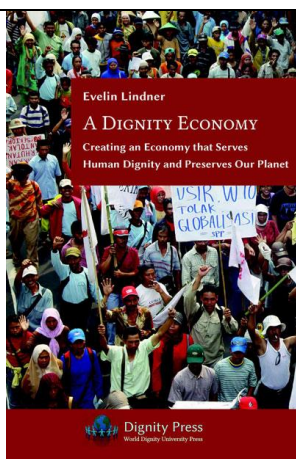 Evelin Lindner
A DIGNITY ECONOMY
Creating an Economy that Serves
Human Dignity and Preserves Our Planet
USIR WTO
TOLAK
GLOBALISASI
Dignity Press
World Dignity University Press